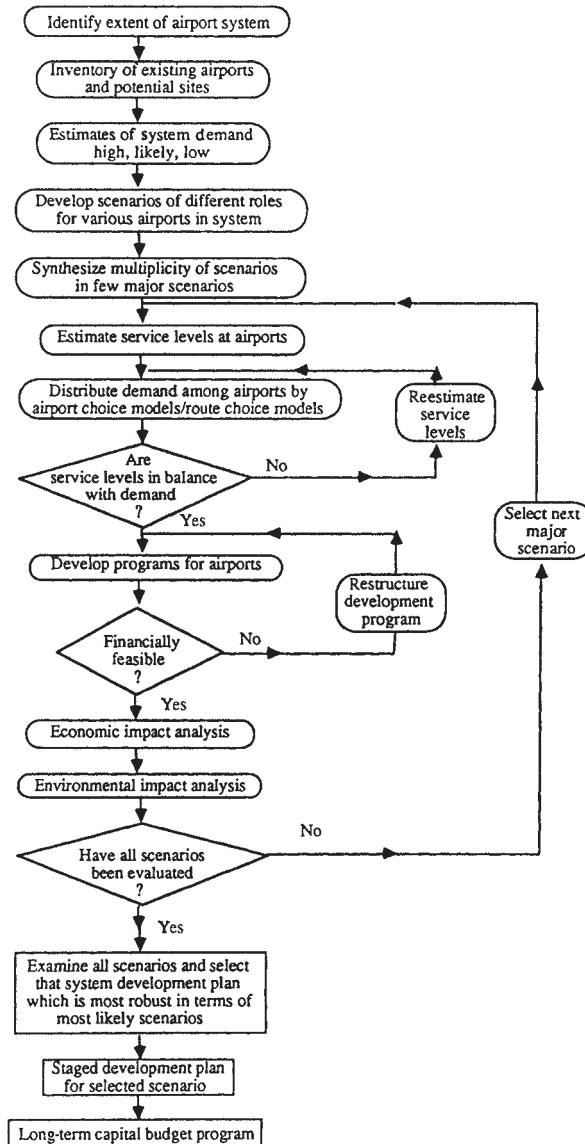 Identify extent of airport system
Inventory of existing airports
and potential sites
Estimates of system demand
high, likely, low
Develop scenarios of different roles
for various airports in system
Synthesize multiplicity of scenarios
in few major scenarios
Estimate service levels at airports
Distribute demand among airports by
airport choice models/route choice models
Reestimate
service
levels
Are
service levels in balance
with demand
?
No
Yes
Select next
major
scenario
Develop programs for airports
Restructure
development
program
Financially
feasible
?
No
Yes
Economic impact analysis
Environmental impact analysis
Have all scenarios
been evaluated
?
No
Yes
Examine all scenarios and select
that system development plan
which is most robust in terms of
most likely scenarios
Staged development plan
for selected scenario
Long-term capital budget program